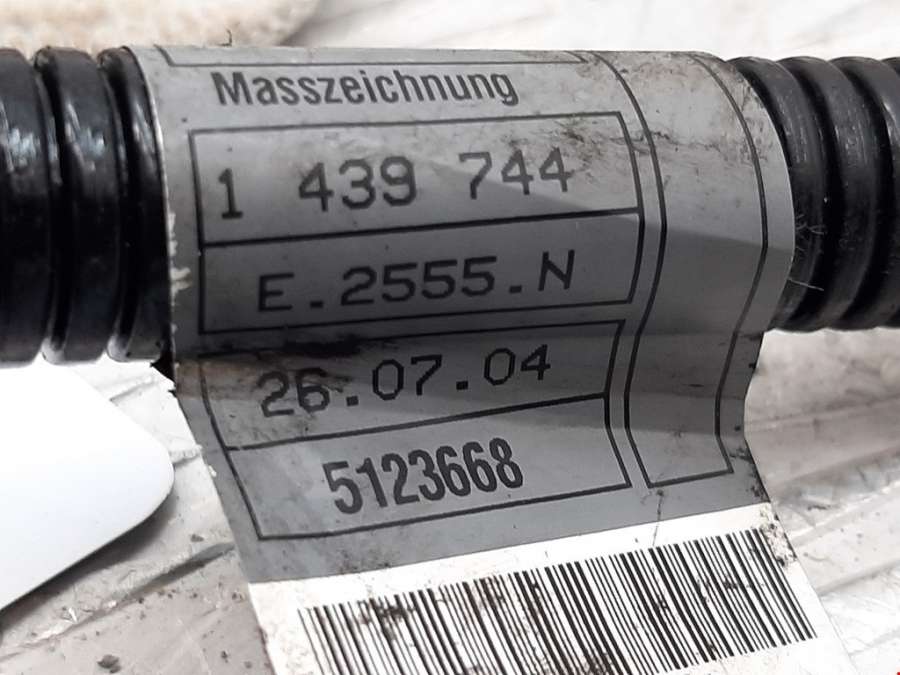 Masszeichnung
1 439 744
E.2555.N
26.07.04
5123668